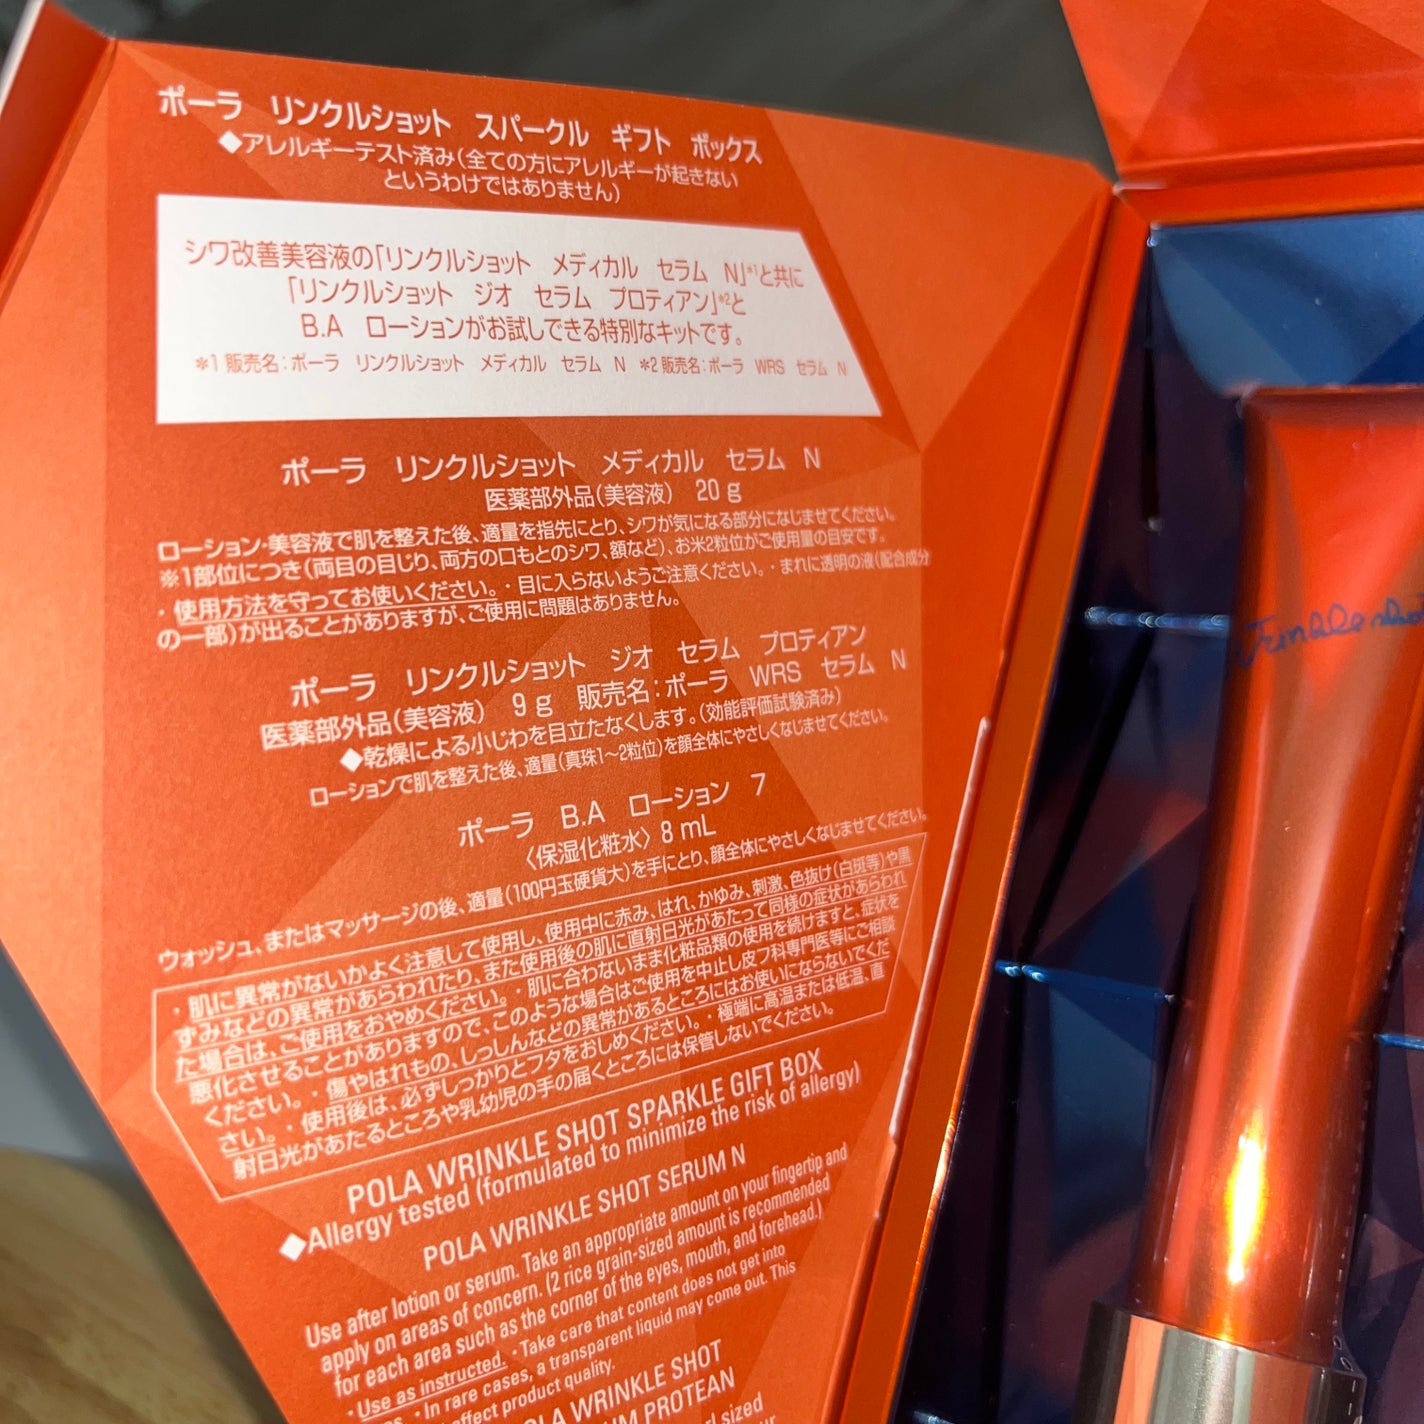 ポーラ　リンクルショット　スパークル　ギフト　ボックス
◆アレルギーテスト済み(全ての方にアレルギーが起きない
というわけではありません)
シワ改善美容液の「リンクルショット　メディカル　セラム　N」*1と共に
「リンクルショット　ジオ　セラム　プロティアン」*2と
B.A　ローションがお試しできる特別なキットです。
*1 販売名：ポーラ　リンクルショット　メディカル　セラム　N　*2 販売名：ポーラ　WRS　セラム　N
ポーラ　リンクルショット　メディカル　セラム　N
医薬部外品(美容液)　20 g
ローション・美容液で肌を整えた後、適量を指先にとり、シワが気になる部分になじませてください。
※1部位につき(両目の目じり、両方の口もとのシワ、額など)、お米2粒位がご使用量の目安です。
・使用方法を守ってお使いください。・目に入らないようご注意ください。・まれに透明の液(配合成分
の一部)が出ることがありますが、ご使用に問題はありません。
ポーラ　リンクルショット　ジオ　セラム　プロティアン
医薬部外品(美容液)　9 g　販売名：ポーラ　WRS　セラム　N
◆乾燥による小じわを目立たなくします。(効能評価試験済み)
ローションで肌を整えた後、適量(真珠1〜2粒位)を顔全体にやさしくなじませてください。
ポーラ　B.A　ローション　7
〈保湿化粧水〉 8 mL
ウォッシュ、またはマッサージの後、適量(100円玉硬貨大)を手にとり、顔全体にやさしくなじませてください。
・肌に異常がないかよく注意して使用し、使用中に赤み、はれ、かゆみ、刺激、色抜け(白斑等)や黒
ずみなどの異常があらわれたり、また使用後の肌に直射日光があたって同様の症状があらわれ
た場合は、ご使用をおやめください。・肌に合わないまま化粧品類の使用を続けますと、症状を
悪化させることがありますので、このような場合はご使用を中止し皮フ科専門医等にご相談
ください。・傷やはれもの、しっしんなどの異常があるところにはお使いにならないでくだ
さい。・使用後は、必ずしっかりとフタをおしめください。・極端に高温または低温、直
射日光があたるところや乳幼児の手の届くところには保管しないでください。
POLA WRINKLE SHOT SPARKLE GIFT BOX
◆Allergy tested (formulated to minimize the risk of allergy)
POLA WRINKLE SHOT SERUM N
Use after lotion or serum. Take an appropriate amount on your fingertip and
apply on areas of concern. (2 rice grain-sized amount is recommended
for each area such as the corner of the eyes, mouth, and forehead.)
・Use as instructed. ・Take care that content does not get into
・In rare cases, a transparent liquid may come out. This
affect product quality.
WRINKLE SHOT
PROTEAN
sized